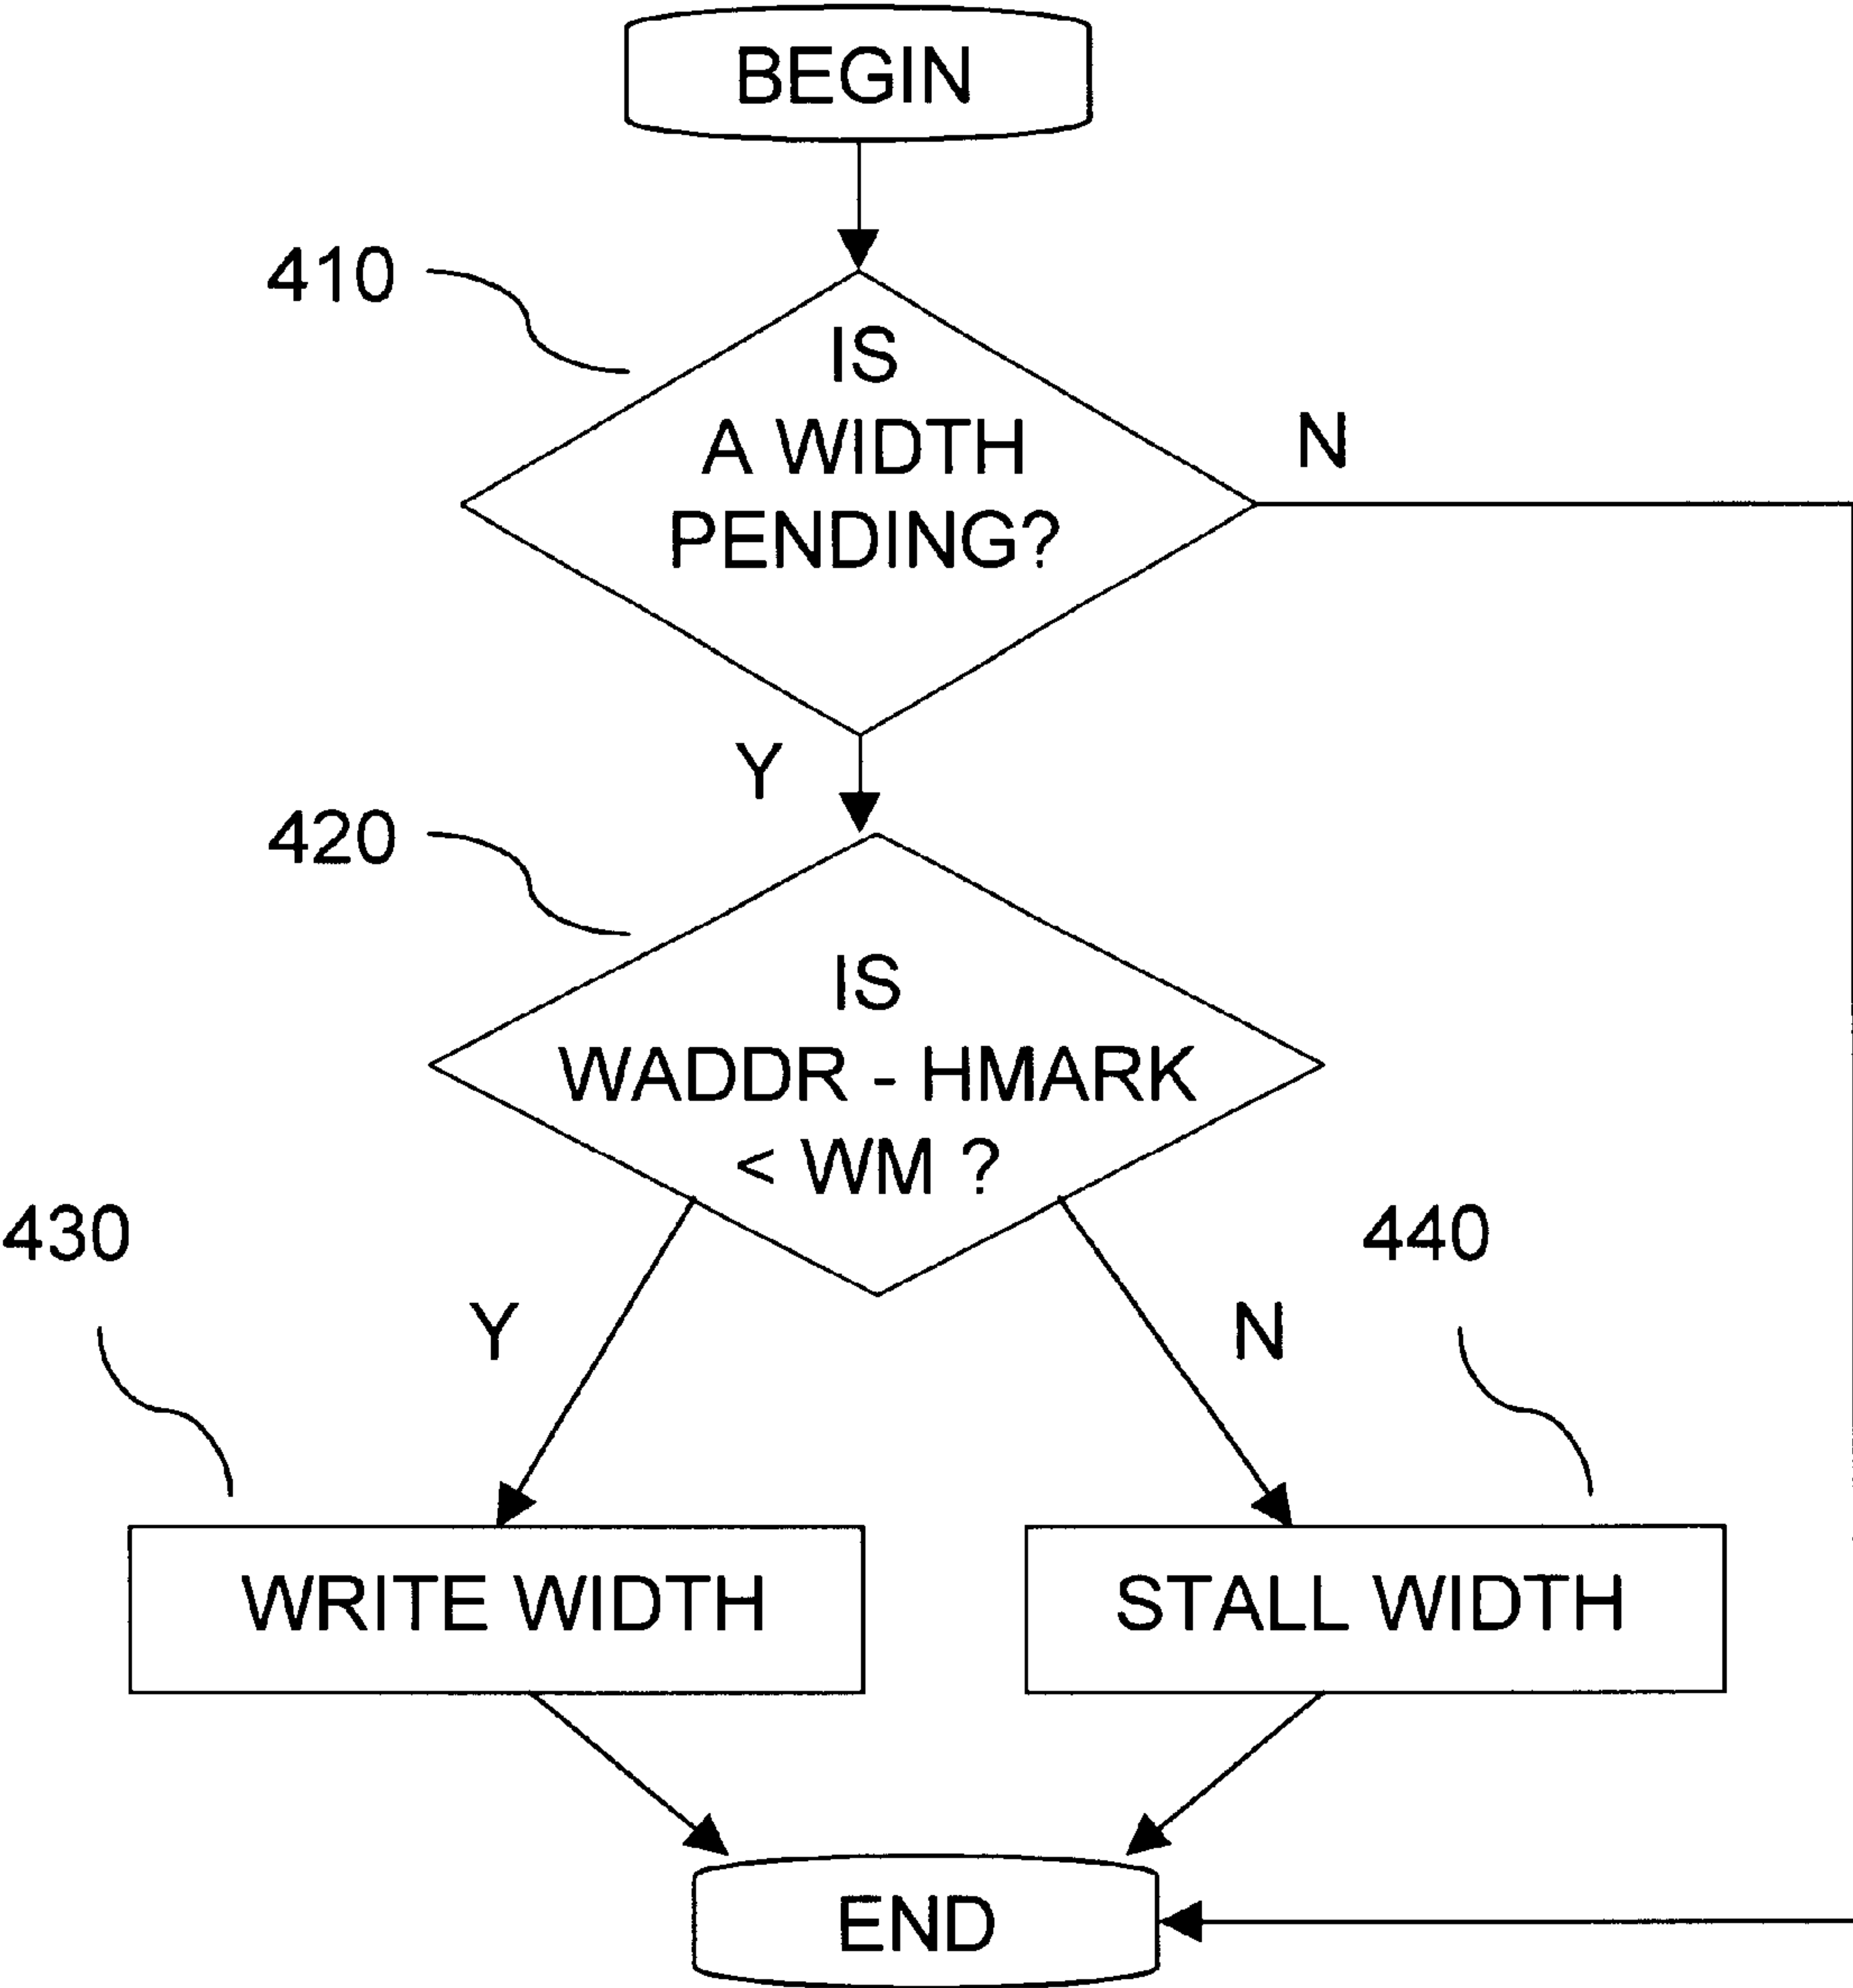 BEGIN
410
IS
A WIDTH
PENDING?
N
Y
420
IS
WADDR - HMARK
< WM ?
430
440
Y
N
WRITE WIDTH
STALL WIDTH
END